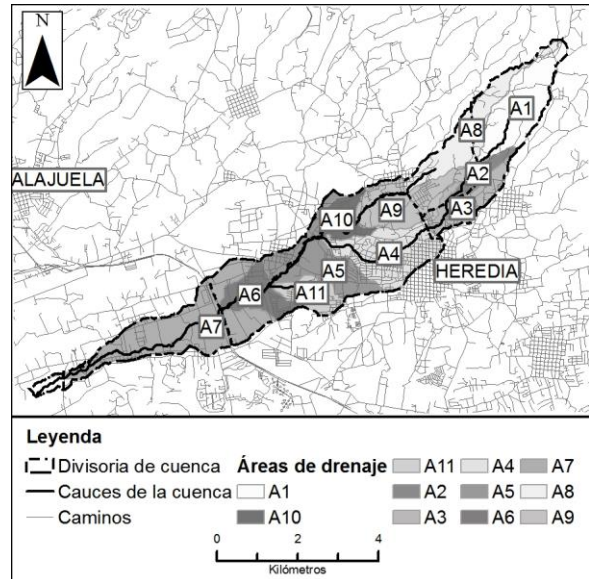 N
A1
A8
ALAJUELA
A2
A9
A3
A10
A4
HEREDIA
A5
A6
A11
A7
Leyenda
Divisoria de cuenca
Cauces de la cuenca
Caminos
Áreas de drenaje
A1
A10
A11
A2
A3
A4
A5
A6
A7
A8
A9
0 2 4
Kilómetros